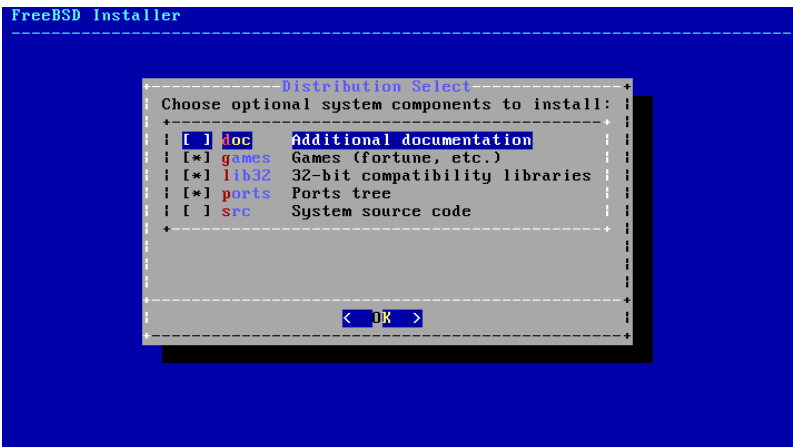 FreeBSD Installer
Distribution Select
Choose optional system components to install:
[ ] doc Additional documentation
[*] games Games (fortune, etc.)
[*] lib32 32-bit compatibility libraries
[*] ports Ports tree
[ ] src System source code
< OK >